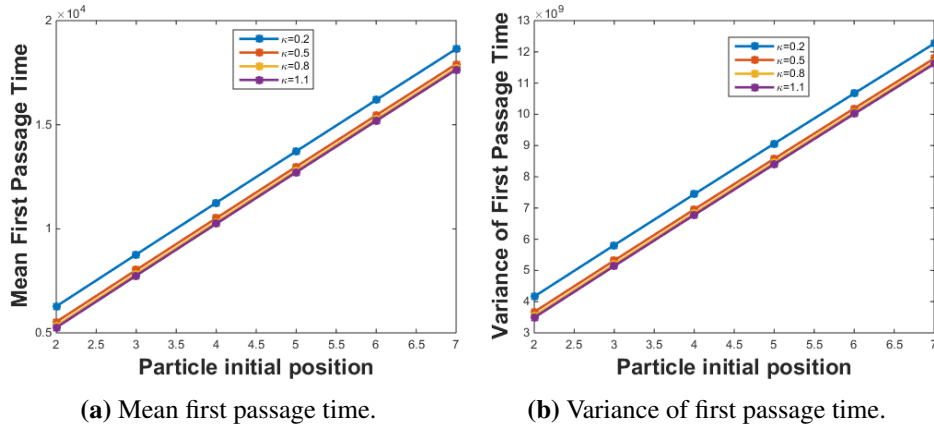 ×10⁴
2
1.5
1
0.5
Mean First Passage Time
κ=0.2
κ=0.5
κ=0.8
κ=1.1
2 2.5 3 3.5 4 4.5 5 5.5 6 6.5 7
Particle initial position
(a) Mean first passage time.
×10⁹
13
12
11
10
9
8
7
6
5
4
3
Variance of First Passage Time
κ=0.2
κ=0.5
κ=0.8
κ=1.1
2 2.5 3 3.5 4 4.5 5 5.5 6 6.5 7
Particle initial position
(b) Variance of first passage time.